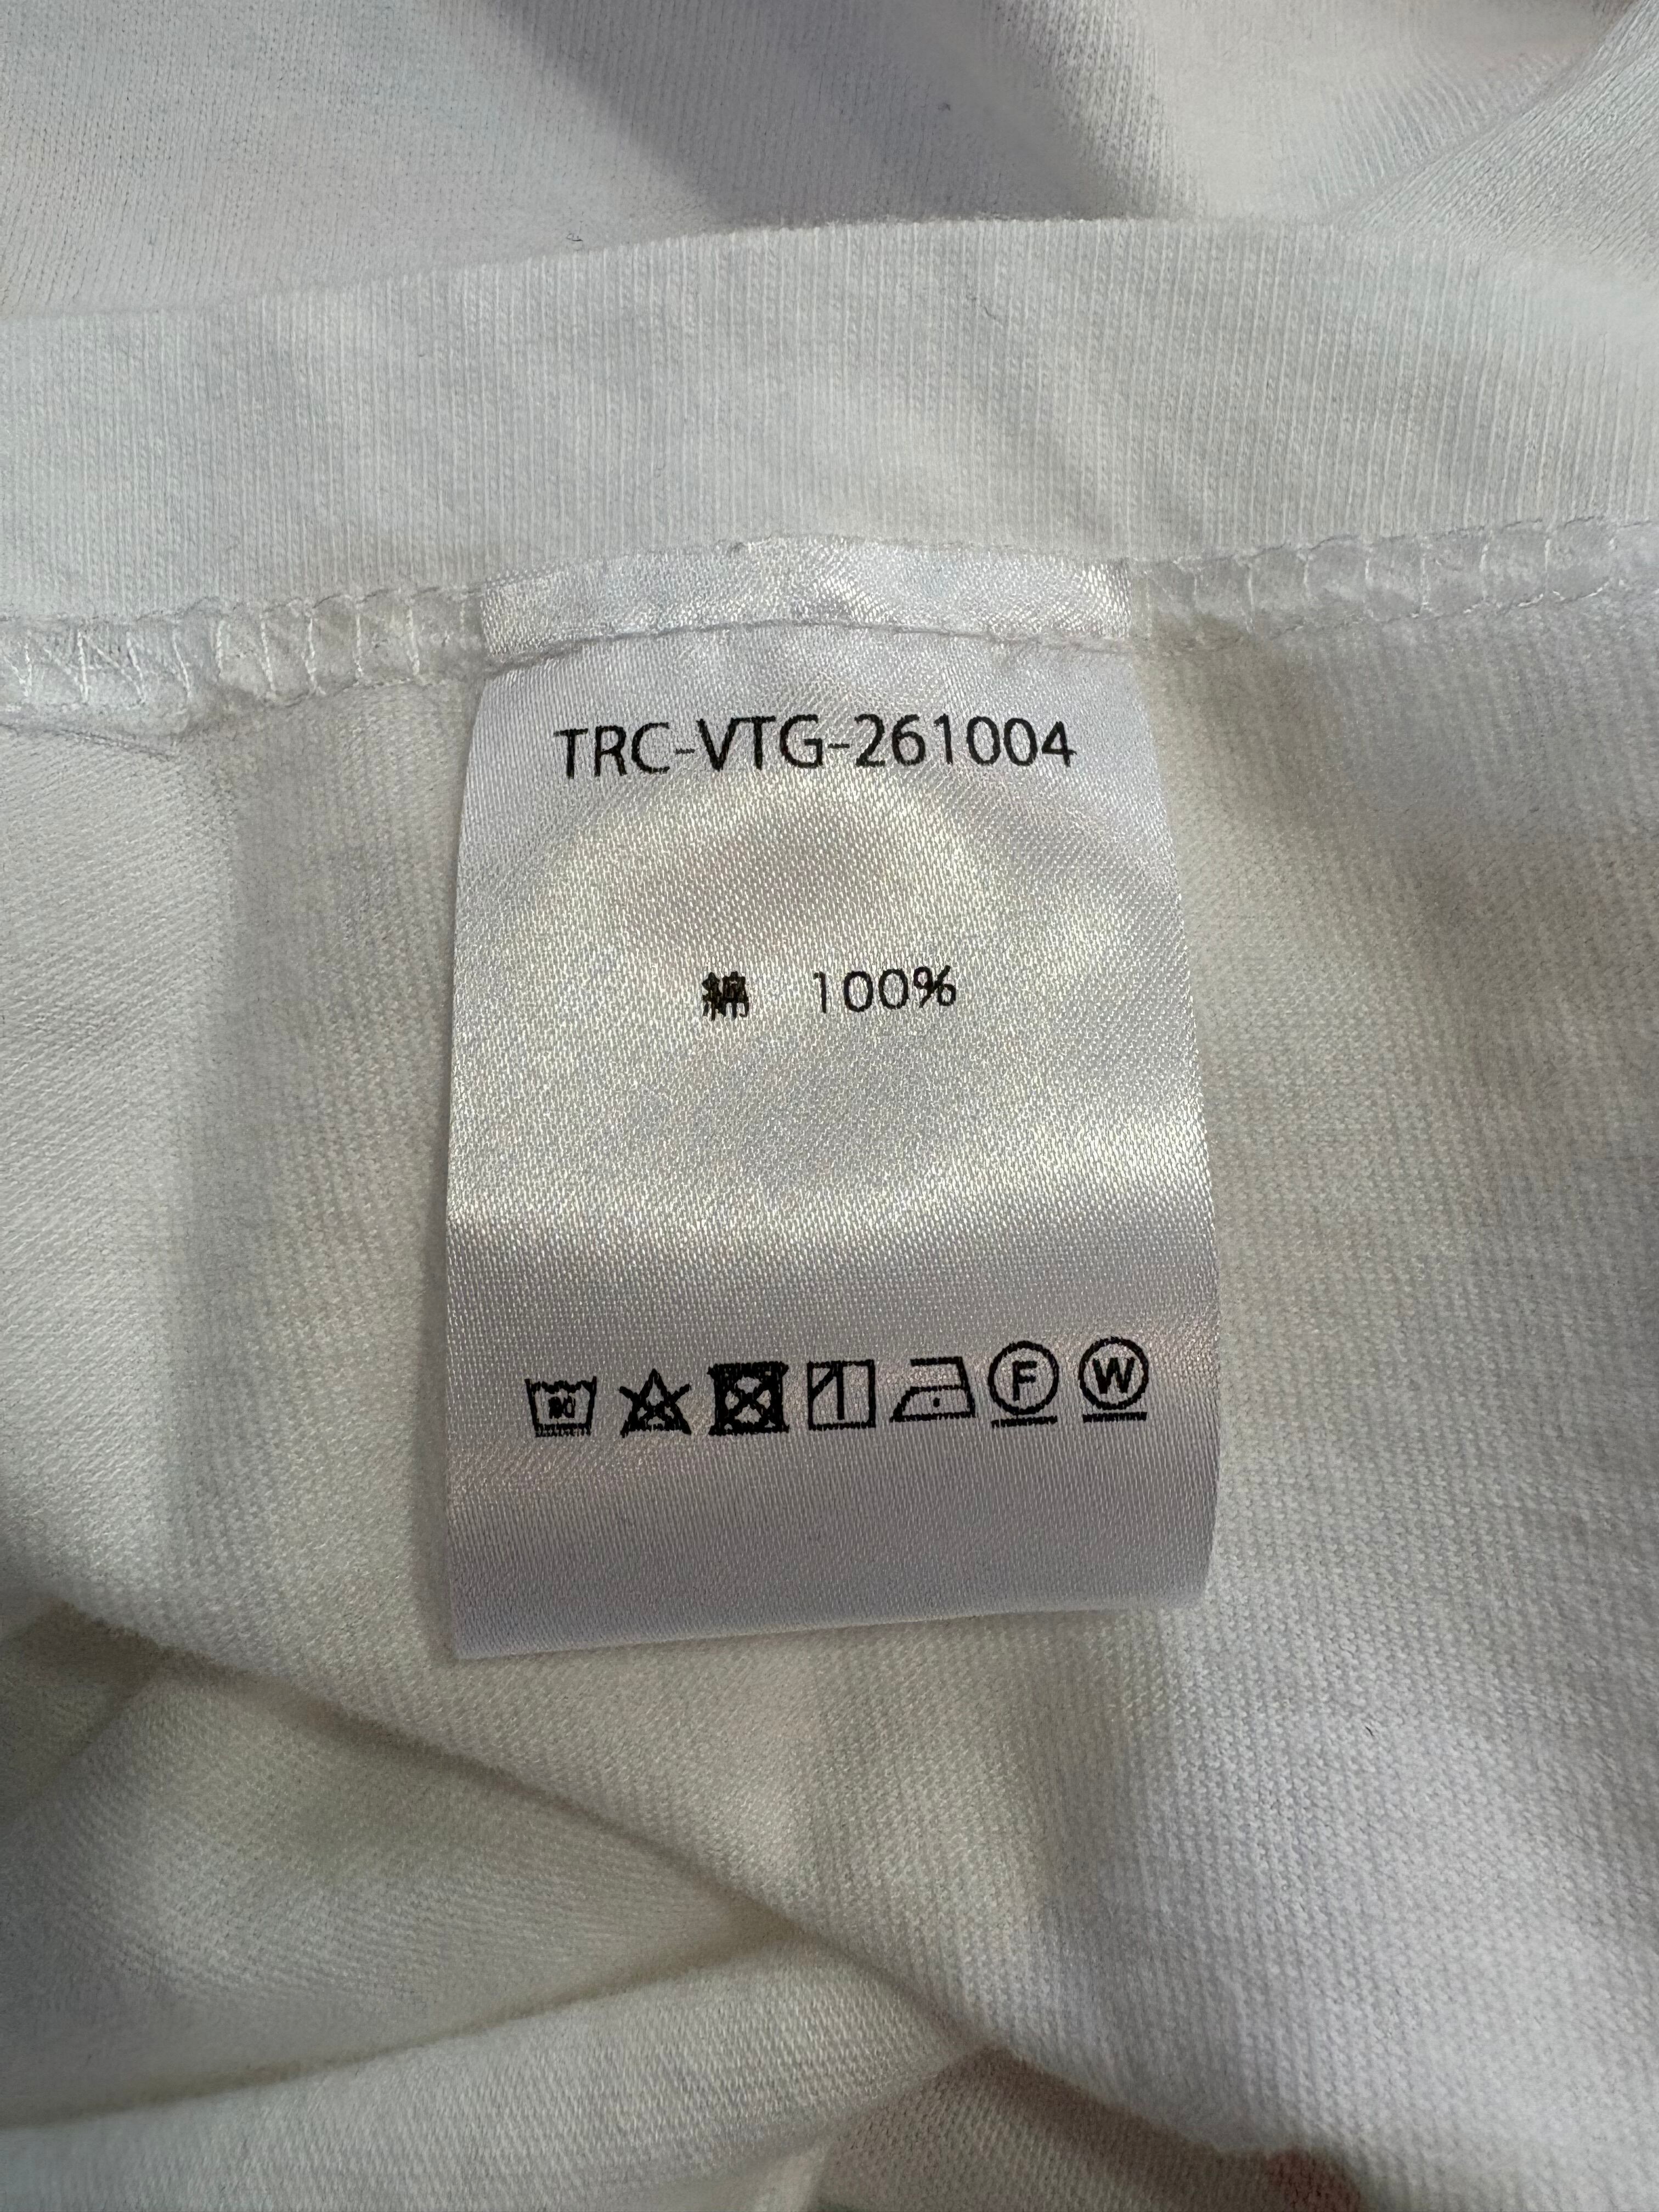 TRC-VTG-261004
綿 100%
F W